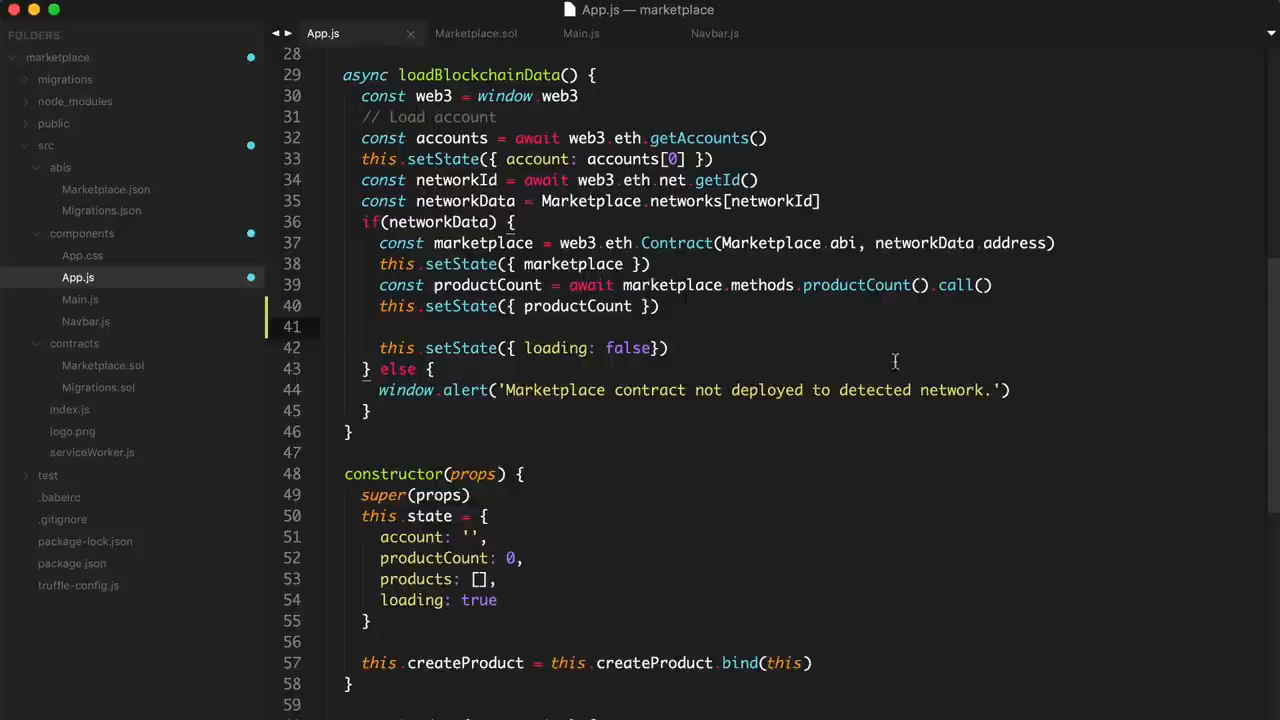 App.js — marketplace
FOLDERS
marketplace
migrations
node_modules
public
src
abis
Marketplace.json
Migrations.json
components
App.css
App.js
Main.js
Navbar.js
contracts
Marketplace.sol
Migrations.sol
index.js
logo.png
serviceWorker.js
test
.babelrc
.gitignore
package-lock.json
package.json
truffle-config.js
App.js Marketplace.sol Main.js Navbar.js
28
29 async loadBlockchainData() {
30 const web3 = window.web3
31 // Load account
32 const accounts = await web3.eth.getAccounts()
33 this.setState({ account: accounts[0] })
34 const networkId = await web3.eth.net.getId()
35 const networkData = Marketplace.networks[networkId]
36 if(networkData) {
37 const marketplace = web3.eth.Contract(Marketplace.abi, networkData.address)
38 this.setState({ marketplace })
39 const productCount = await marketplace.methods.productCount().call()
40 this.setState({ productCount })
41
42 this.setState({ loading: false})
43 } else {
44 window.alert('Marketplace contract not deployed to detected network.')
45 }
46 }
47
48 constructor(props) {
49 super(props)
50 this.state = {
51 account: '',
52 productCount: 0,
53 products: [],
54 loading: true
55 }
56
57 this.createProduct = this.createProduct.bind(this)
58 }
59